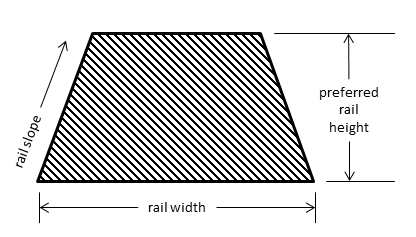 rail slope
preferred
rail
height
rail width